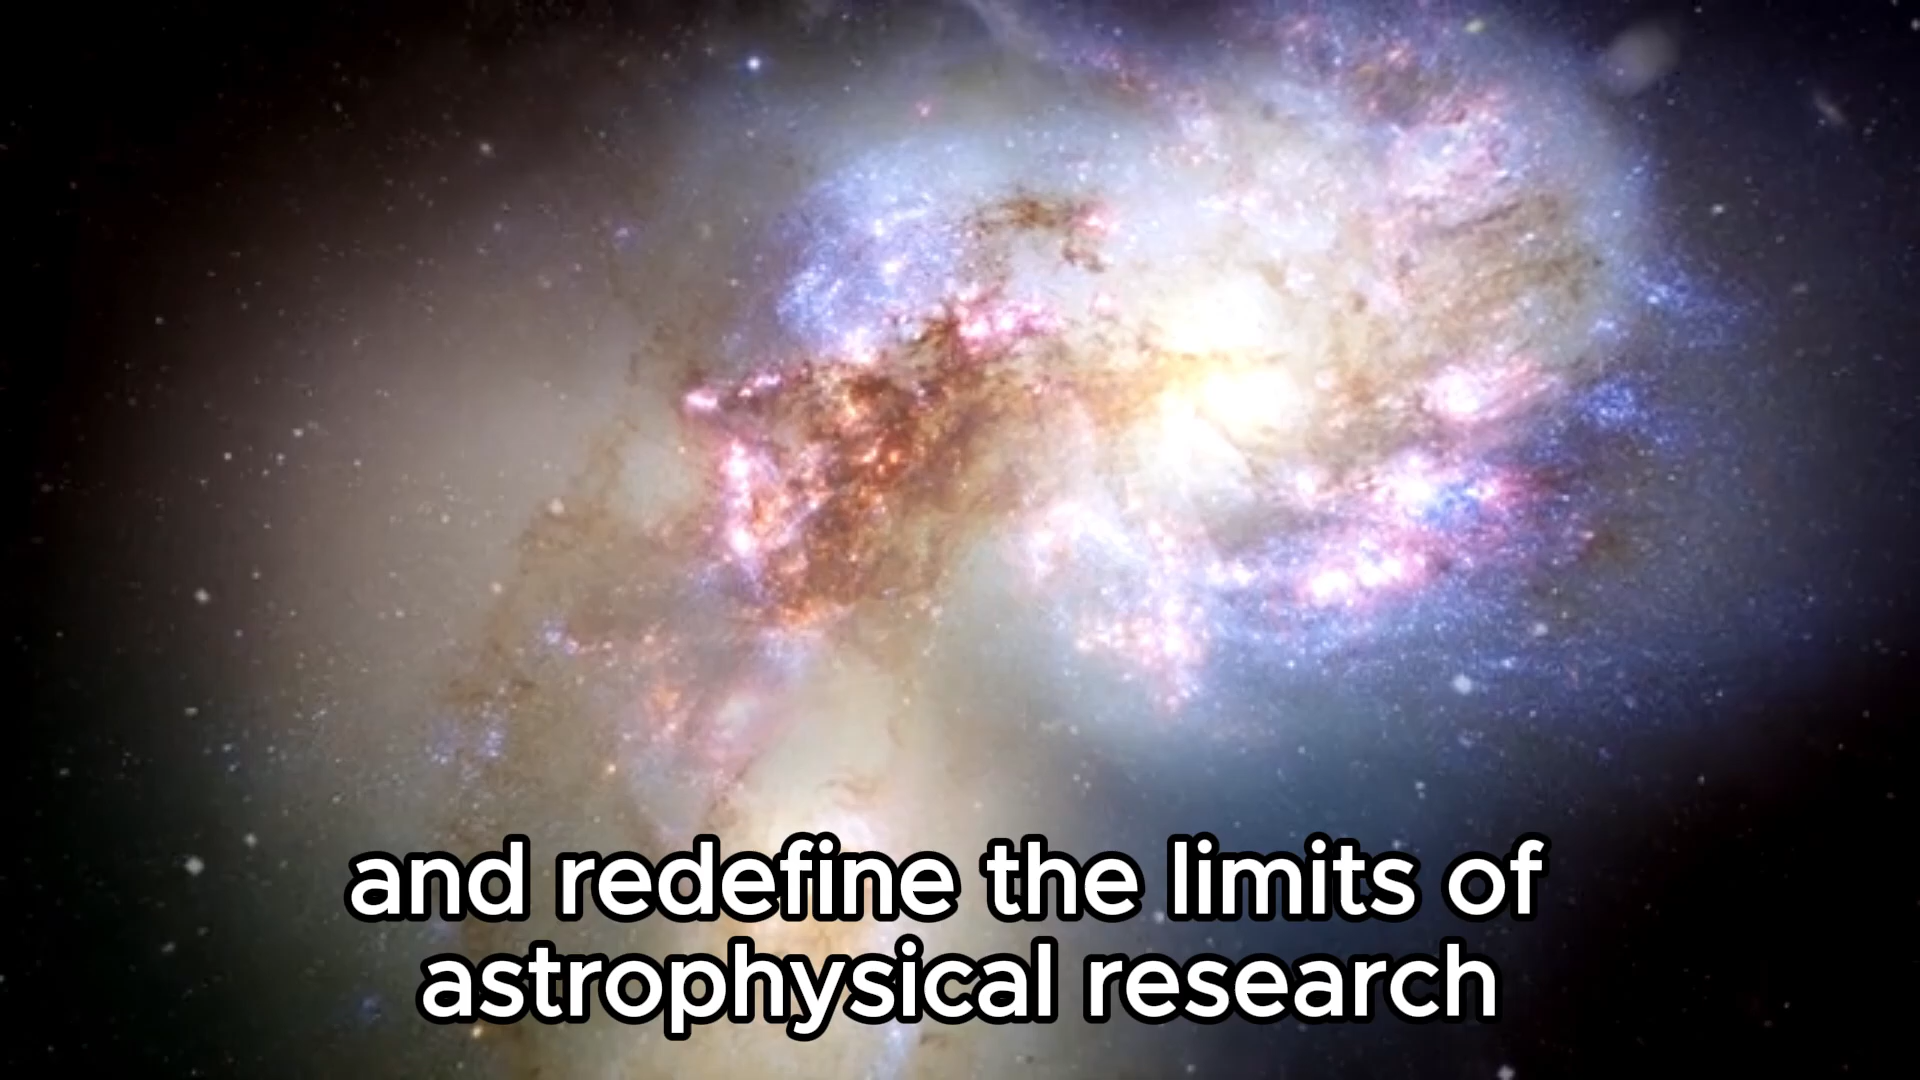 and redefine the limits of
astrophysical research